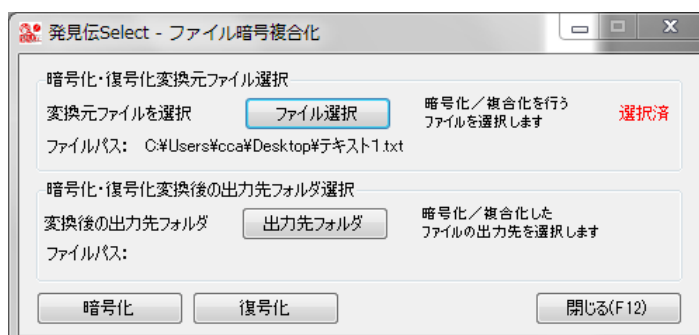 発見伝Select - ファイル暗号複合化
暗号化・復号化変換元ファイル選択
変換元ファイルを選択
ファイル選択
暗号化／複合化を行う
ファイルを選択します
選択済
ファイルパス： C:¥Users¥cca¥Desktop¥テキスト1.txt
暗号化・復号化変換後の出力先フォルダ選択
変換後の出力先フォルダ
出力先フォルダ
暗号化／複合化した
ファイルの出力先を選択します
ファイルパス：
暗号化
復号化
閉じる(F12)